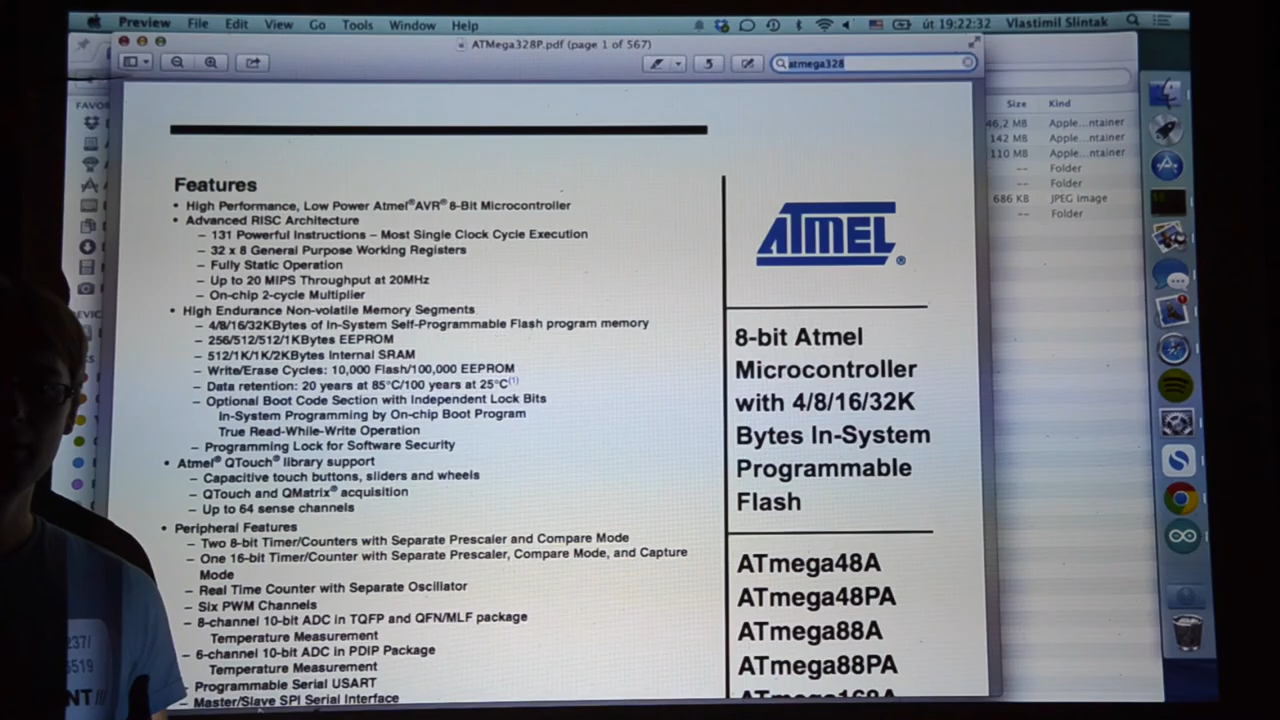 Preview File Edit View Go Tools Window Help
út 19:22:32 Vlastimil Slintak
ATMega328P.pdf (page 1 of 567)
atmega328
FAVOR
DEVIC
Size Kind
46,2 MB Apple...ntainer
142 MB Apple...ntainer
110 MB Apple...ntainer
-- Folder
-- Folder
686 KB JPEG image
-- Folder
Features
• High Performance, Low Power Atmel®AVR® 8-Bit Microcontroller
• Advanced RISC Architecture
– 131 Powerful Instructions – Most Single Clock Cycle Execution
– 32 x 8 General Purpose Working Registers
– Fully Static Operation
– Up to 20 MIPS Throughput at 20MHz
– On-chip 2-cycle Multiplier
• High Endurance Non-volatile Memory Segments
– 4/8/16/32KBytes of In-System Self-Programmable Flash program memory
– 256/512/512/1KBytes EEPROM
– 512/1K/1K/2KBytes Internal SRAM
– Write/Erase Cycles: 10,000 Flash/100,000 EEPROM
– Data retention: 20 years at 85°C/100 years at 25°C(1)
– Optional Boot Code Section with Independent Lock Bits
In-System Programming by On-chip Boot Program
True Read-While-Write Operation
– Programming Lock for Software Security
• Atmel® QTouch® library support
– Capacitive touch buttons, sliders and wheels
– QTouch and QMatrix® acquisition
– Up to 64 sense channels
• Peripheral Features
– Two 8-bit Timer/Counters with Separate Prescaler and Compare Mode
– One 16-bit Timer/Counter with Separate Prescaler, Compare Mode, and Capture
Mode
– Real Time Counter with Separate Oscillator
– Six PWM Channels
– 8-channel 10-bit ADC in TQFP and QFN/MLF package
Temperature Measurement
– 6-channel 10-bit ADC in PDIP Package
Temperature Measurement
– Programmable Serial USART
– Master/Slave SPI Serial Interface
ATMEL®
8-bit Atmel
Microcontroller
with 4/8/16/32K
Bytes In-System
Programmable
Flash
ATmega48A
ATmega48PA
ATmega88A
ATmega88PA
ATmega168A
237/
6519
NT